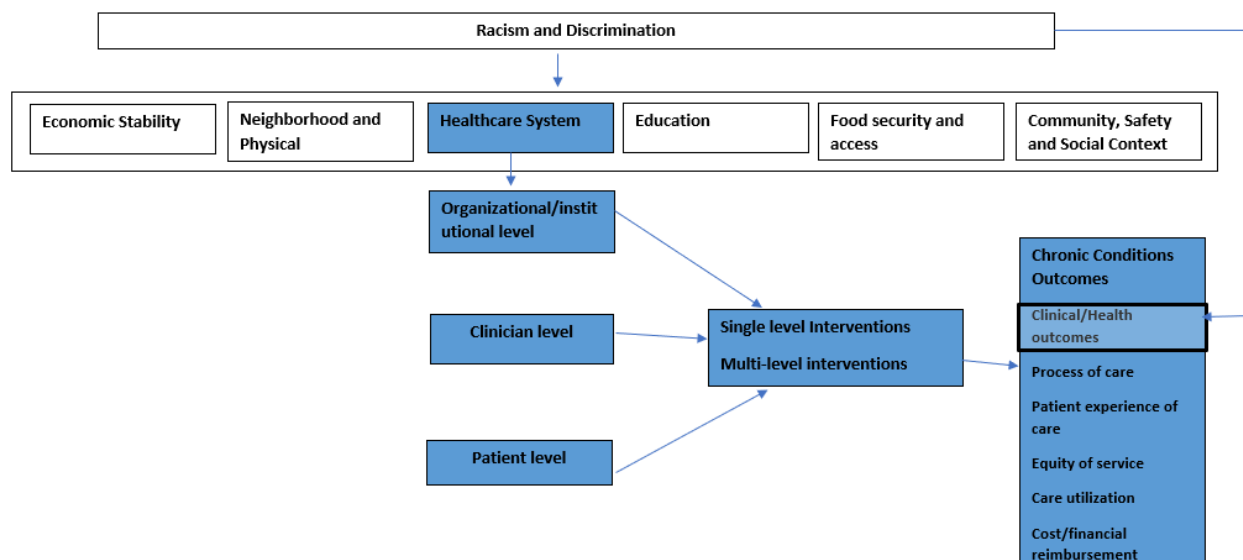 Racism and Discrimination
Economic Stability
Neighborhood and
Physical
Healthcare System
Education
Food security and
access
Community, Safety
and Social Context
Organizational/instit
utional level
Clinician level
Patient level
Single level Interventions
Multi-level interventions
Chronic Conditions
Outcomes
Clinical/Health
outcomes
Process of care
Patient experience of
care
Equity of service
Care utilization
Cost/financial
reimbursement